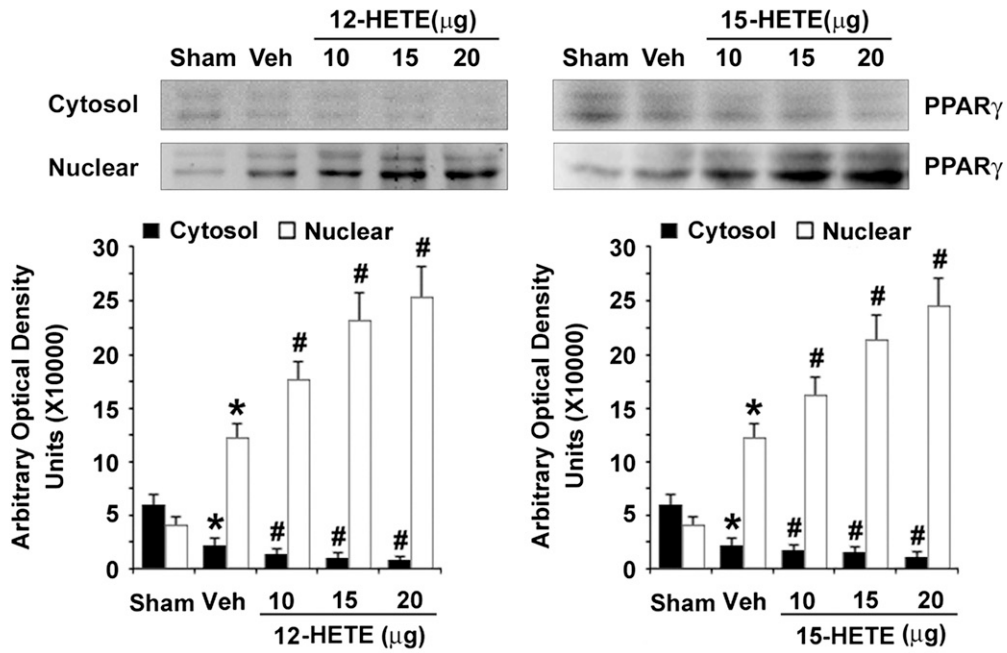 12-HETE(μg) 15-HETE(μg)
Sham Veh 10 15 20 Sham Veh 10 15 20
Cytosol PPARγ
Nuclear PPARγ
Cytosol Nuclear
Arbitrary Optical Density
Units (X10000)
30
25
20
15
10
5
0
# # # * * # # #
Sham Veh 10 15 20
12-HETE (μg)
Cytosol Nuclear
Arbitrary Optical Density
Units (X10000)
30
25
20
15
10
5
0
# # # * * # # #
Sham Veh 10 15 20
15-HETE (μg)